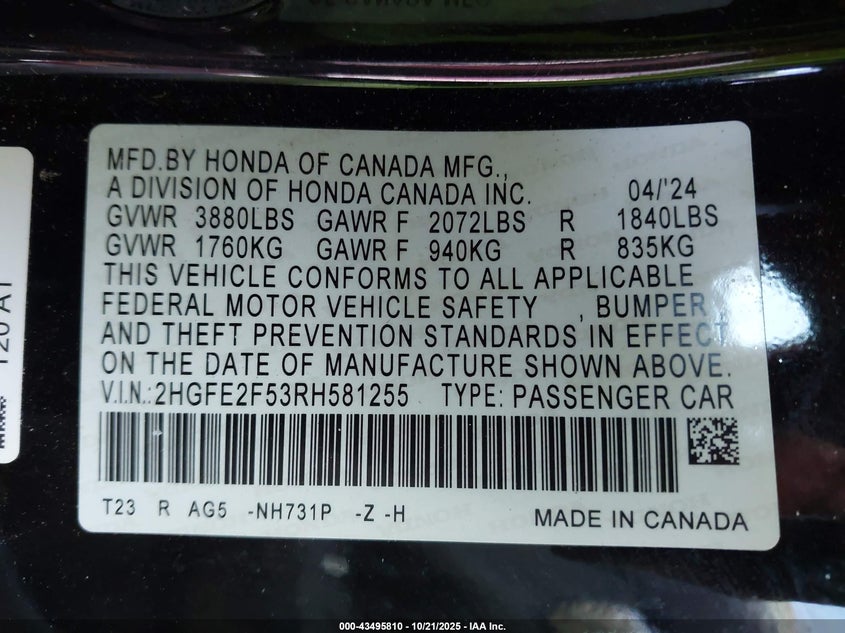 MFD.BY HONDA OF CANADA MFG.,
A DIVISION OF HONDA CANADA INC. 04/'24
GVWR 3880LBS GAWR F 2072LBS R 1840LBS
GVWR 1760KG GAWR F 940KG R 835KG
THIS VEHICLE CONFORMS TO ALL APPLICABLE
FEDERAL MOTOR VEHICLE SAFETY , BUMPER
AND THEFT PREVENTION STANDARDS IN EFFECT
ON THE DATE OF MANUFACTURE SHOWN ABOVE.
V.I.N.:2HGFE2F53RH581255 TYPE: PASSENGER CAR
T23 R AG5 -NH731P -Z -H
MADE IN CANADA
000-43495810 - 10/21/2025 - IAA Inc.